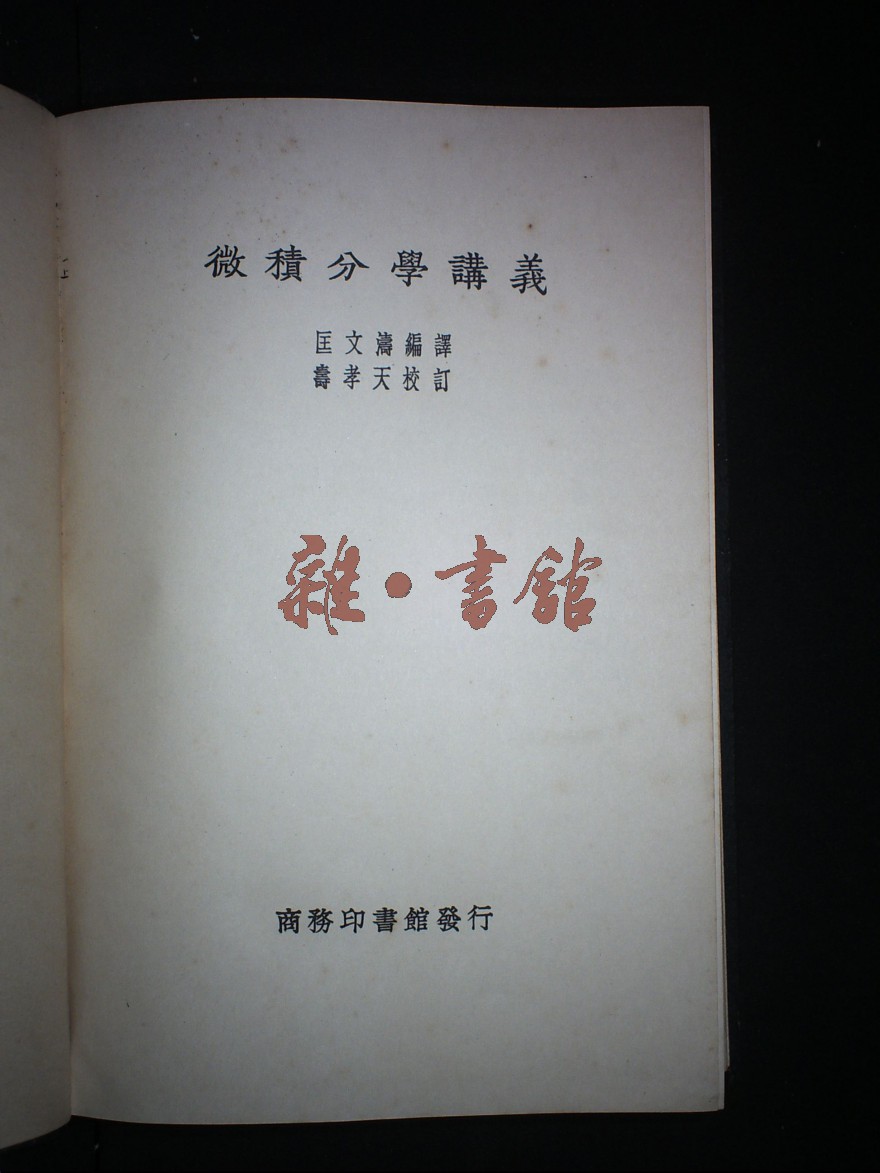 微積分學講義
匡文濤編譯
壽孝天校訂
雜·書館
商務印書館發行